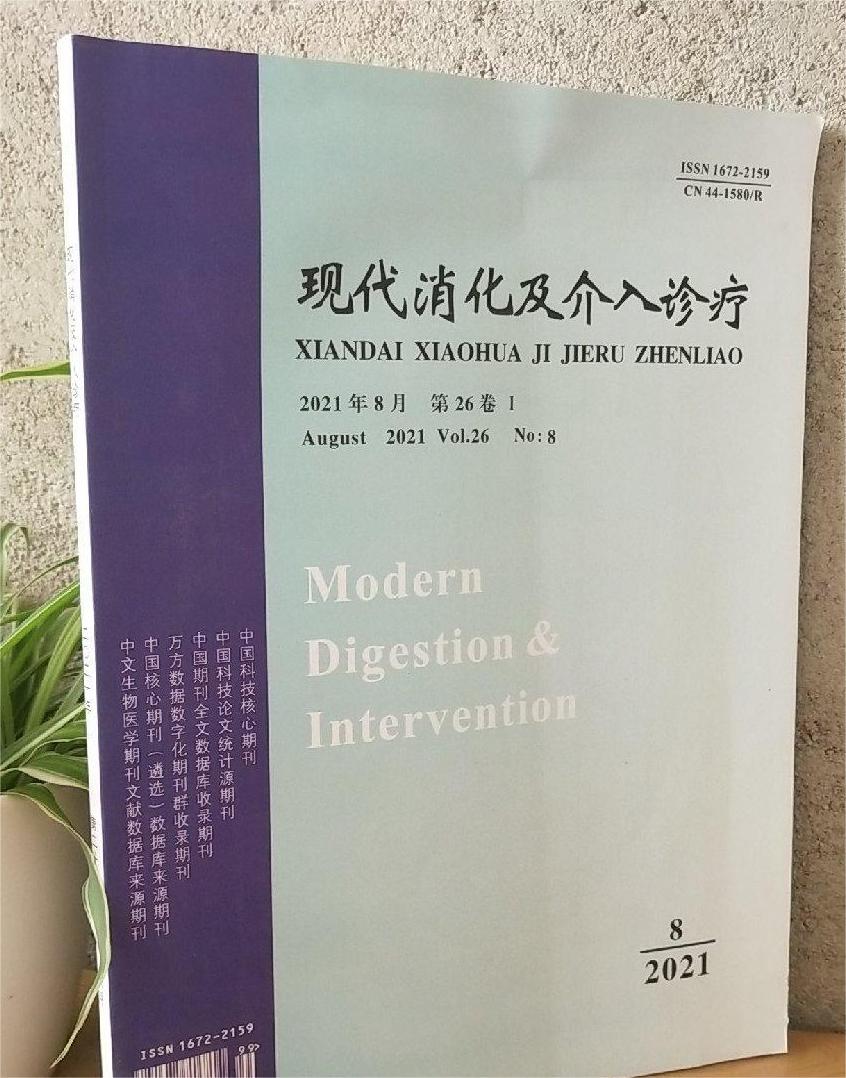 ISSN 1672-2159
CN 44-1580/R
现代消化及介入诊疗
XIANDAI XIAOHUA JI JIERU ZHENLIAO
2021年8月 第26卷 I
August 2021 Vol.26 No: 8
Modern
Digestion &
Intervention
中国科技核心期刊
中国科技论文统计源期刊
中国期刊全文数据库收录期刊
万方数据数字化期刊群收录期刊
中国核心期刊（遴选）数据库来源期刊
中文生物医学期刊文献数据库来源期刊
8
2021
ISSN 1672-2159
99>